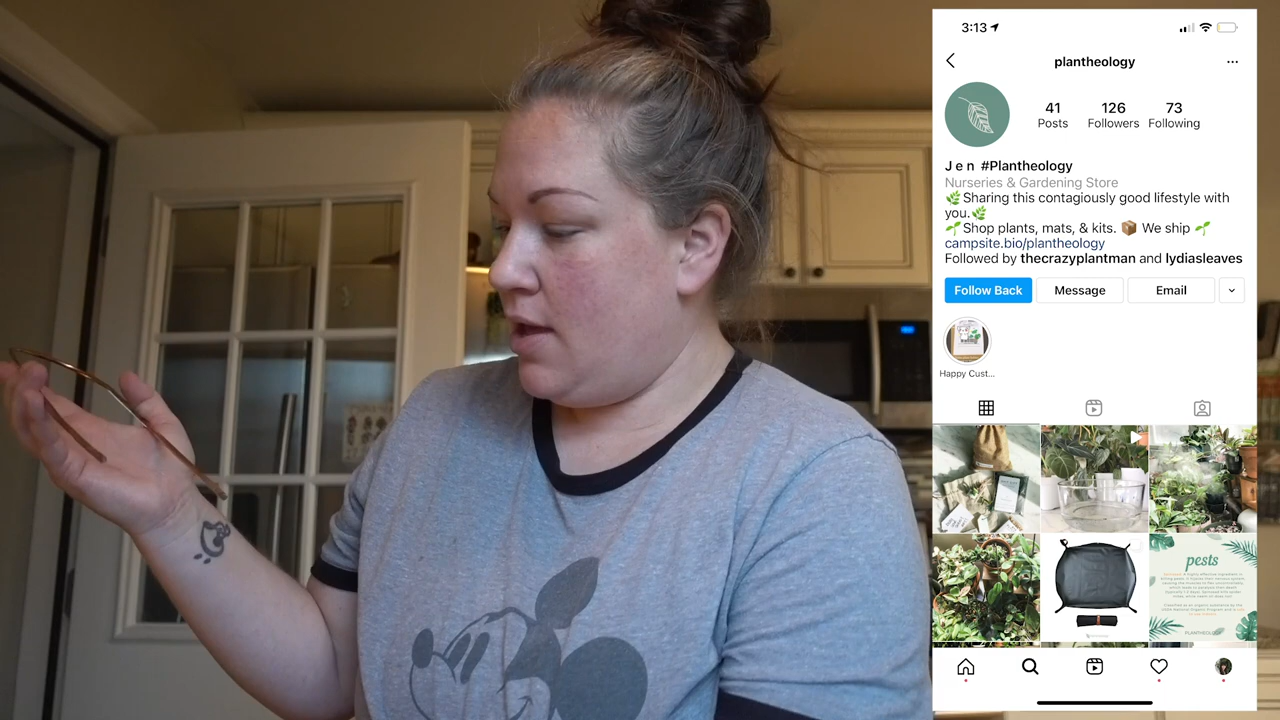 3:13
plantheology
41
126
73
Posts
Followers
Following
J e n #Plantheology
Nurseries & Gardening Store
🌿Sharing this contagiously good lifestyle with
you.🌿
🌱Shop plants, mats, & kits. 📦 We ship 🌱
campsite.bio/plantheology
Followed by thecrazyplantman and lydiasleaves
Follow Back
Message
Email
Happy Cust...
pests
PLANTHEOLOGY